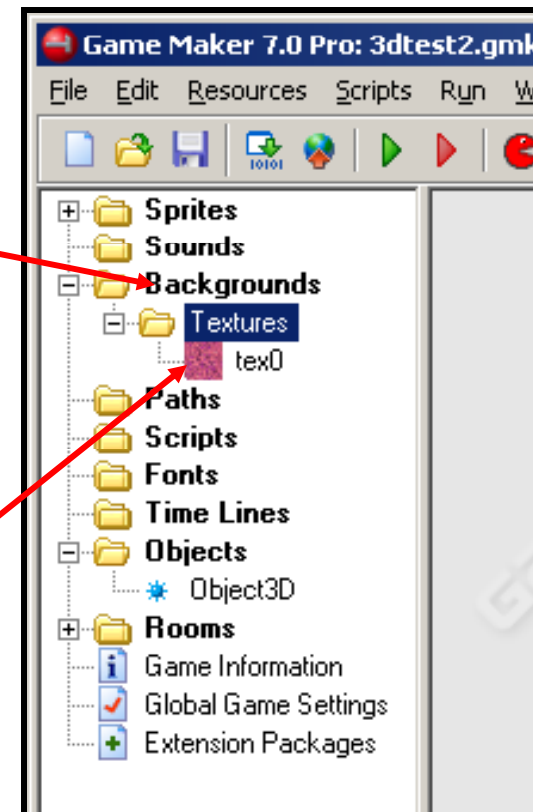 Game Maker 7.0 Pro: 3dtest2.gmk
File Edit Resources Scripts Run W
10101
Sprites
Sounds
Backgrounds
Textures
tex0
Paths
Scripts
Fonts
Time Lines
Objects
Object3D
Rooms
Game Information
Global Game Settings
Extension Packages